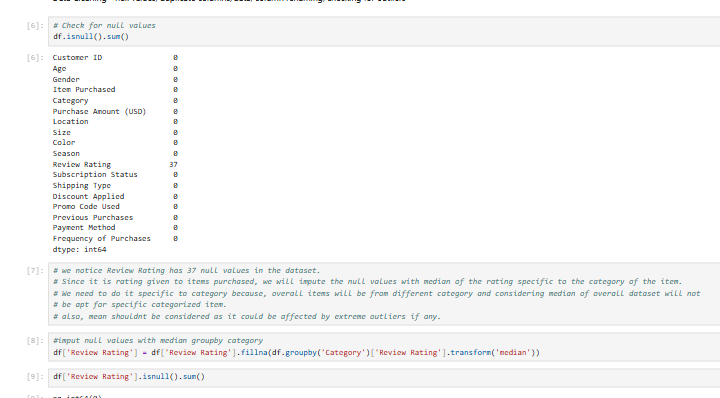 [6]: # Check for null values
df.isnull().sum()
[6]: Customer ID 0
Age 0
Gender 0
Item Purchased 0
Category 0
Purchase Amount (USD) 0
Location 0
Size 0
Color 0
Season 0
Review Rating 37
Subscription Status 0
Shipping Type 0
Discount Applied 0
Promo Code Used 0
Previous Purchases 0
Payment Method 0
Frequency of Purchases 0
dtype: int64
[7]: # we notice Review Rating has 37 null values in the dataset.
# Since it is rating given to items purchased, we will impute the null values with median of the rating specific to the category of the item.
# We need to do it specific to category because, overall items will be from different category and considering median of overall dataset will not
# be apt for specific categorized item.
# also, mean shouldnt be considered as it could be affected by extreme outliers if any.
[8]: #imput null values with median groupby category
df['Review Rating'] = df['Review Rating'].fillna(df.groupby('Category')['Review Rating'].transform('median'))
[9]: df['Review Rating'].isnull().sum()